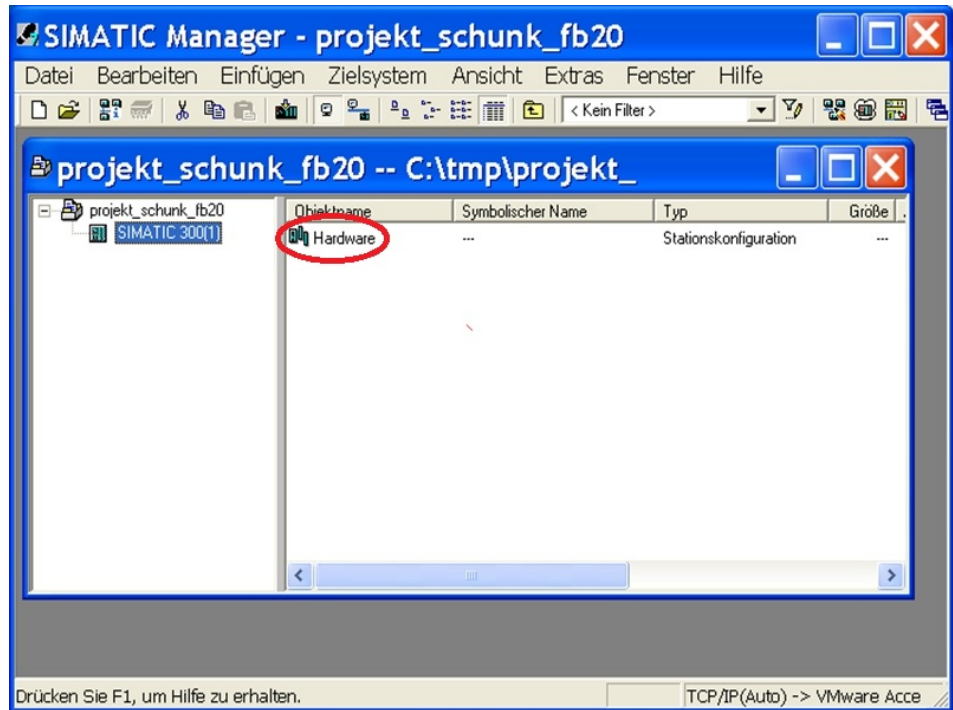 SIMATIC Manager - projekt_schunk_fb20
Datei Bearbeiten Einfügen Zielsystem Ansicht Extras Fenster Hilfe
< Kein Filter >
projekt_schunk_fb20 -- C:\tmp\projekt_
projekt_schunk_fb20
SIMATIC 300(1)
Objektname Symbolischer Name Typ Größe
Hardware --- Stationskonfiguration ---
Drücken Sie F1, um Hilfe zu erhalten. TCP/IP(Auto) -> VMware Acce